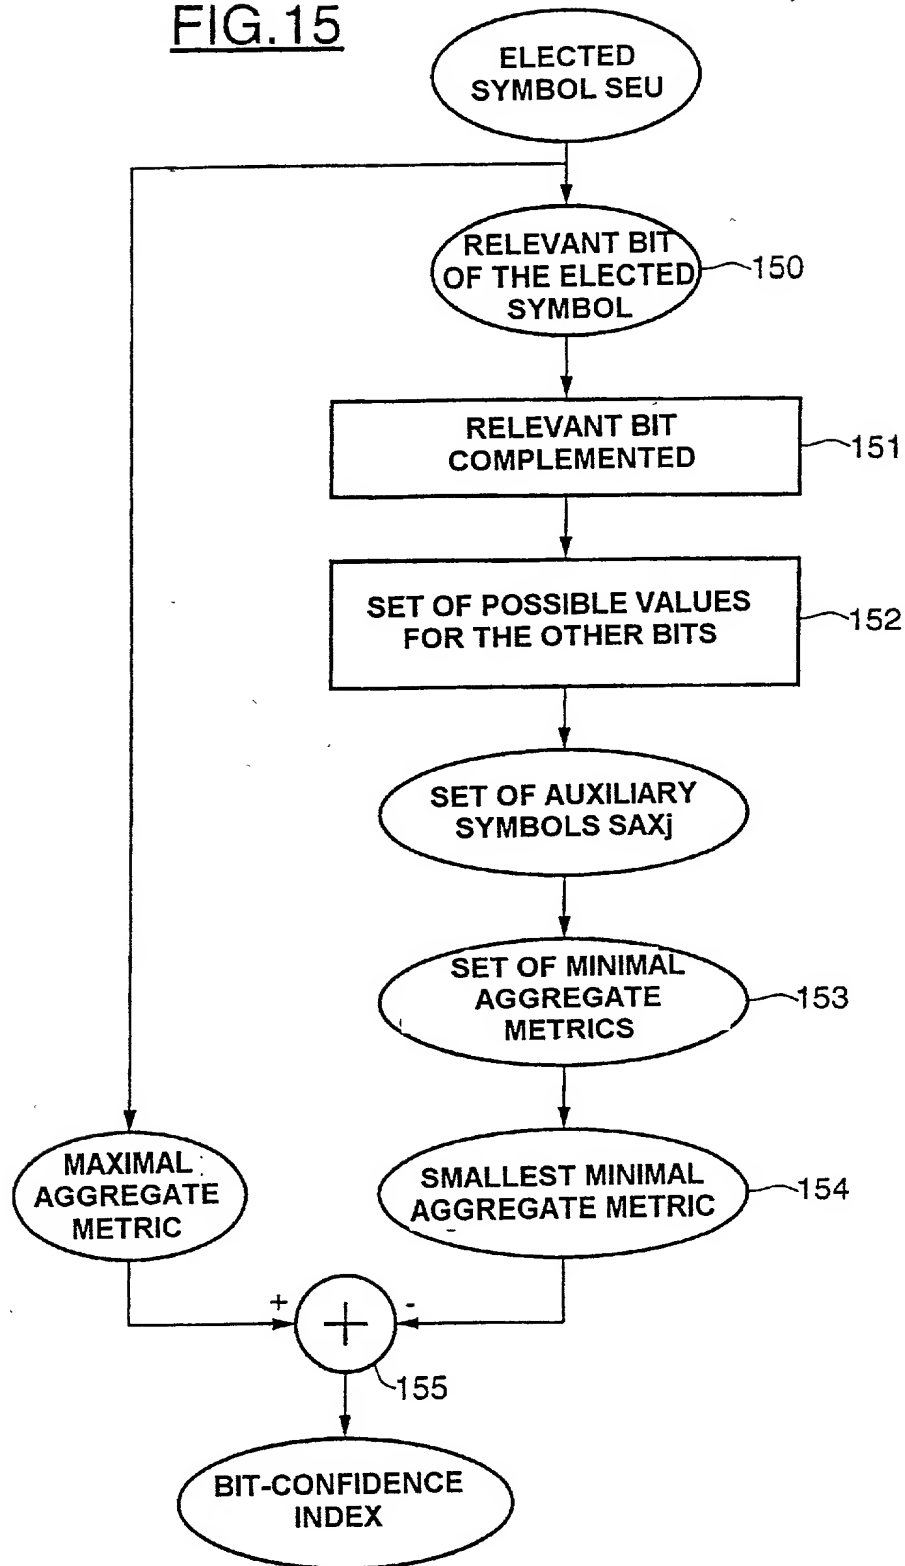 FIG.15
ELECTED
SYMBOL SEU
RELEVANT BIT
OF THE ELECTED
SYMBOL
150
RELEVANT BIT
COMPLEMENTED
151
SET OF POSSIBLE VALUES
FOR THE OTHER BITS
152
SET OF AUXILIARY
SYMBOLS SAXj
SET OF MINIMAL
AGGREGATE
METRICS
153
MAXIMAL
AGGREGATE
METRIC
SMALLEST MINIMAL
AGGREGATE METRIC
154
+
-
+
155
BIT-CONFIDENCE
INDEX